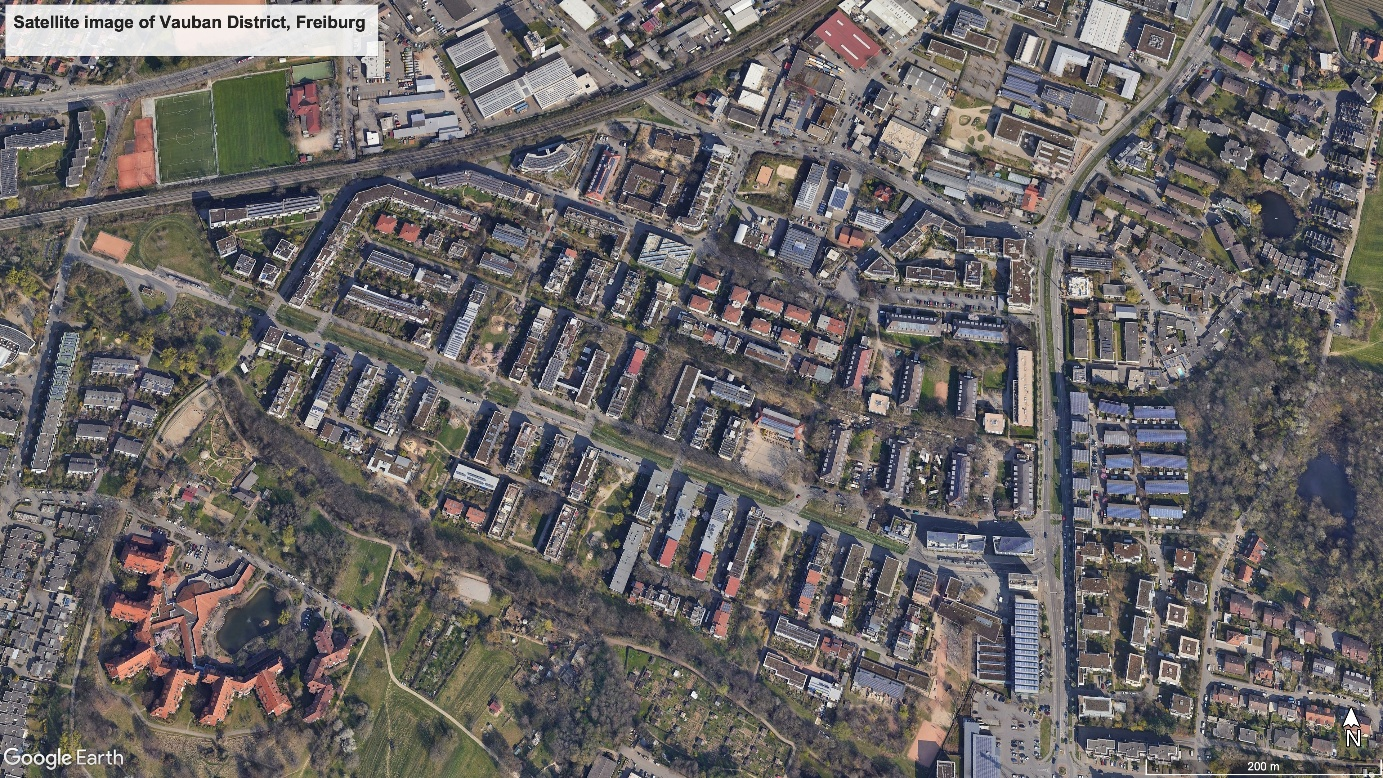 Satellite image of Vauban District, Freiburg
Google Earth
N
200 m